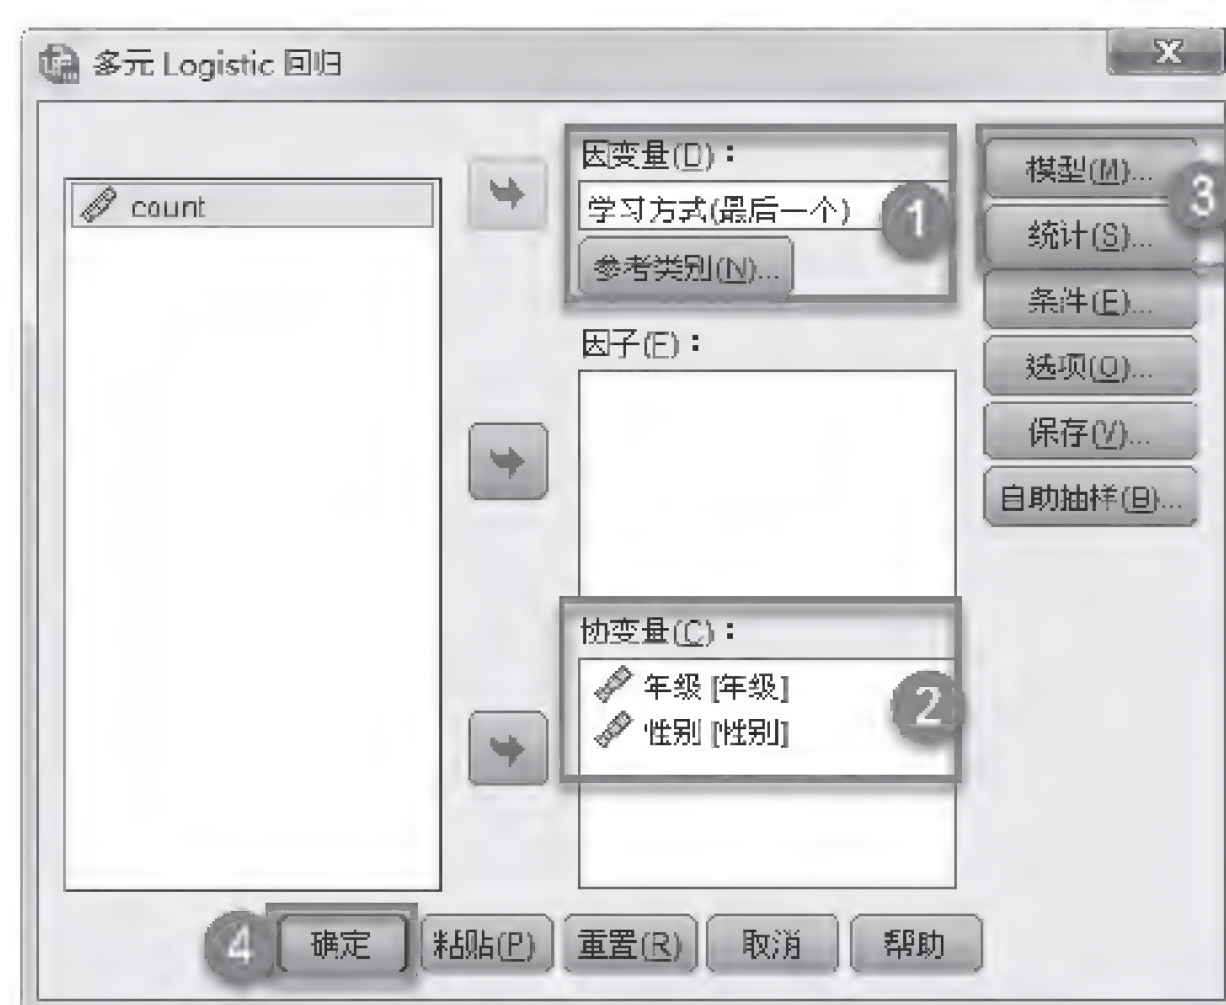 多元 Logistic 回归
count
因变量(D)：
学习方式(最后一个)
1
参考类别(N)...
因子(F)：
协变量(C)：
年级 [年级]
性别 [性别]
2
模型(M)...
3
统计(S)...
条件(E)...
选项(O)...
保存(V)...
自助抽样(B)...
4
确定
粘贴(P)
重置(R)
取消
帮助